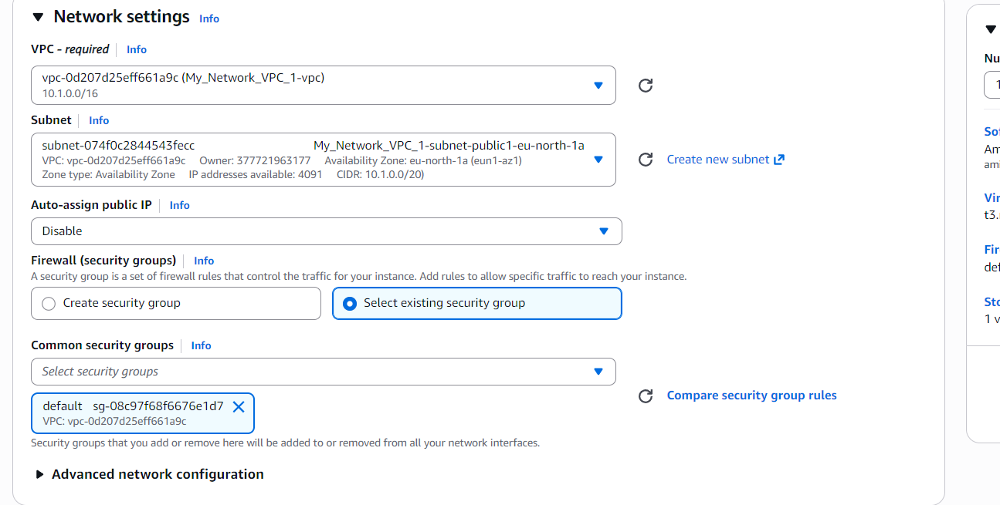 Network settings Info
VPC - required Info
vpc-0d207d25eff661a9c (My_Network_VPC_1-vpc)
10.1.0.0/16
Subnet Info
subnet-074f0c2844543fecc My_Network_VPC_1-subnet-public1-eu-north-1a
VPC: vpc-0d207d25eff661a9c Owner: 377721963177 Availability Zone: eu-north-1a (eun1-az1)
Zone type: Availability Zone IP addresses available: 4091 CIDR: 10.1.0.0/20)
Create new subnet
Auto-assign public IP Info
Disable
Firewall (security groups) Info
A security group is a set of firewall rules that control the traffic for your instance. Add rules to allow specific traffic to reach your instance.
Create security group
Select existing security group
Common security groups Info
Select security groups
default sg-08c97f68f6676e1d7
VPC: vpc-0d207d25eff661a9c
Compare security group rules
Security groups that you add or remove here will be added to or removed from all your network interfaces.
Advanced network configuration
Nu
1
Am
t3.
Fir
def
1 v